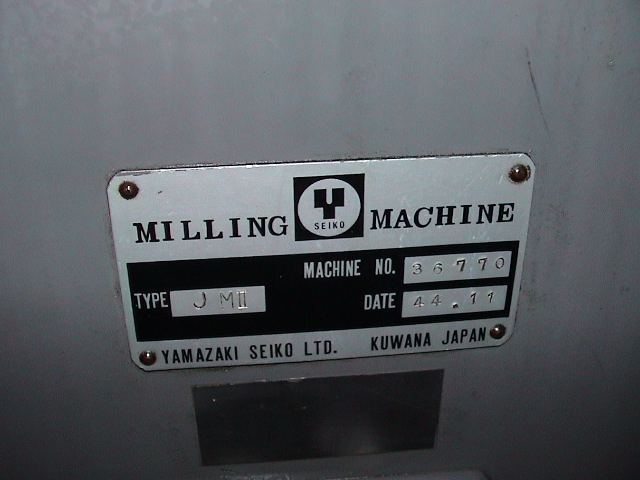 MILLING Y SEIKO MACHINE
MACHINE NO. 36770
TYPE JMII
DATE 44.11
YAMAZAKI SEIKO LTD. KUWANA JAPAN